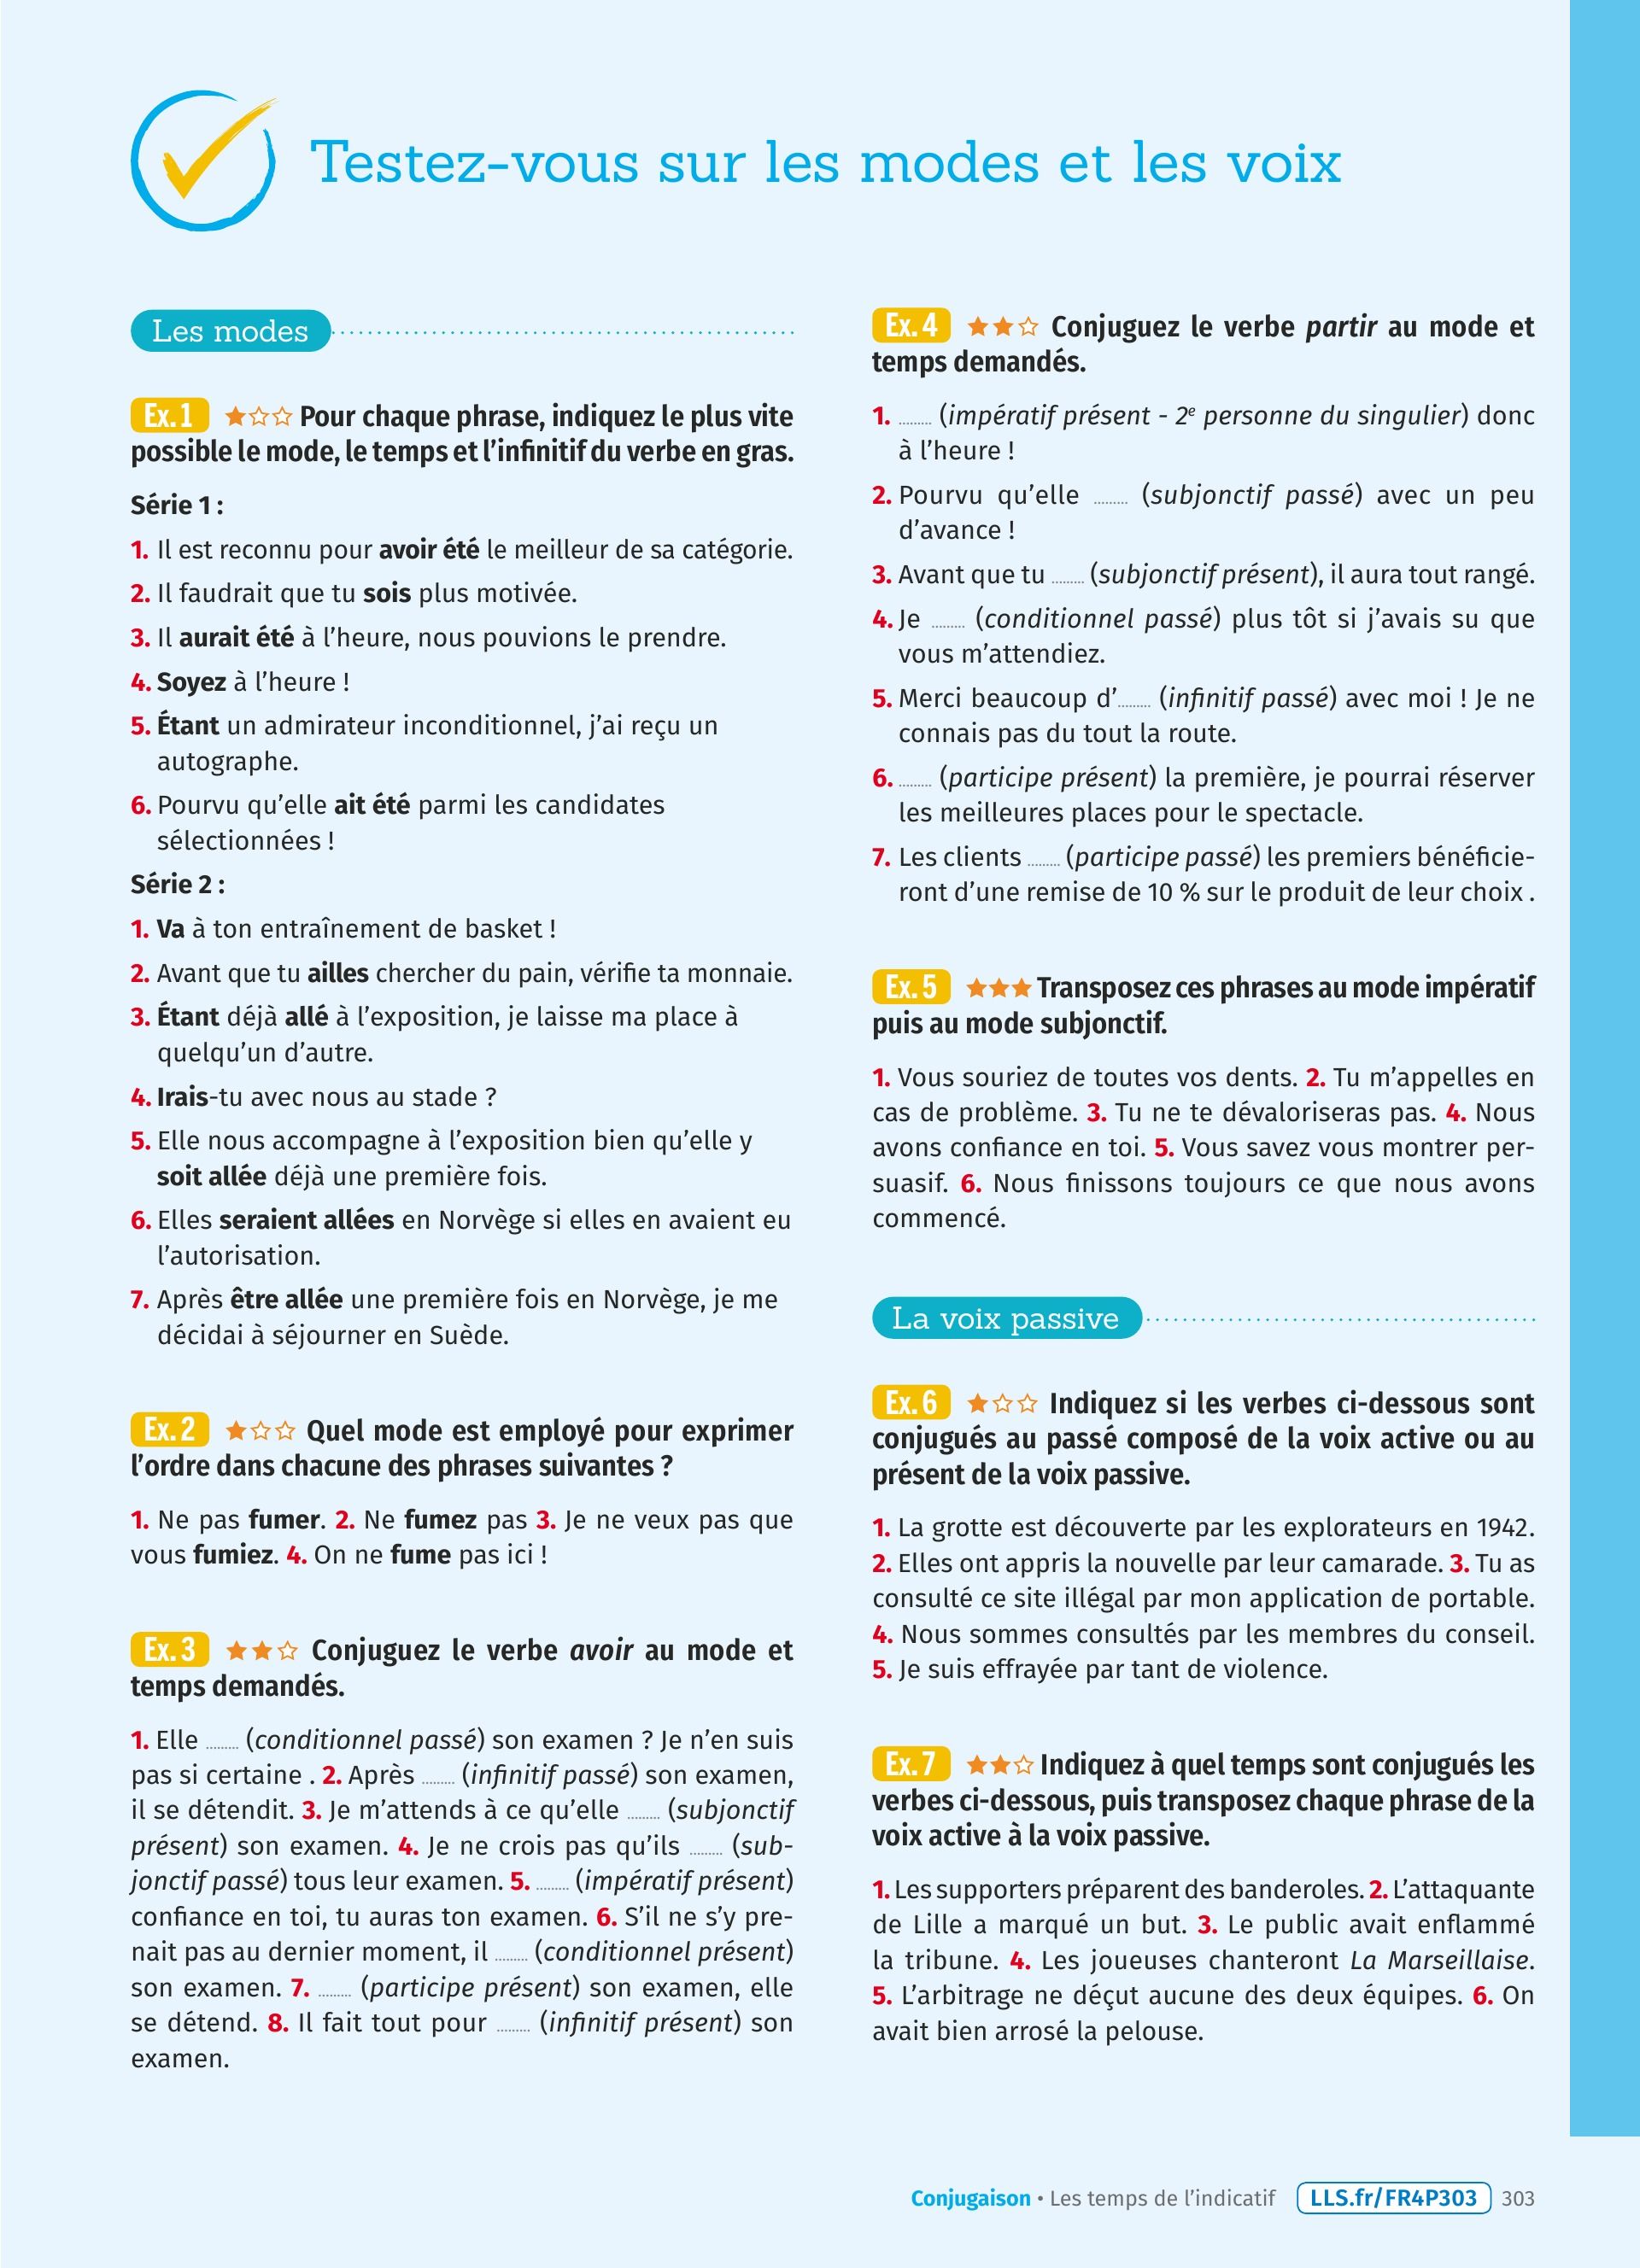 Testez-vous sur les modes et les voix
Les modes
Ex. 1 ★☆☆ Pour chaque phrase, indiquez le plus vite
possible le mode, le temps et l'infinitif du verbe en gras.
Série 1 :
1. Il est reconnu pour avoir été le meilleur de sa catégorie.
2. Il faudrait que tu sois plus motivée.
3. Il aurait été à l'heure, nous pouvions le prendre.
4. Soyez à l'heure !
5. Étant un admirateur inconditionnel, j'ai reçu un
autographe.
6. Pourvu qu'elle ait été parmi les candidates
sélectionnées !
Série 2 :
1. Va à ton entraînement de basket !
2. Avant que tu ailles chercher du pain, vérifie ta monnaie.
3. Étant déjà allé à l'exposition, je laisse ma place à
quelqu'un d'autre.
4. Irais-tu avec nous au stade ?
5. Elle nous accompagne à l'exposition bien qu'elle y
soit allée déjà une première fois.
6. Elles seraient allées en Norvège si elles en avaient eu
l'autorisation.
7. Après être allée une première fois en Norvège, je me
décidai à séjourner en Suède.
Ex. 2 ★☆☆ Quel mode est employé pour exprimer
l'ordre dans chacune des phrases suivantes ?
1. Ne pas fumer. 2. Ne fumez pas 3. Je ne veux pas que
vous fumiez. 4. On ne fume pas ici !
Ex. 3 ★★☆ Conjuguez le verbe avoir au mode et
temps demandés.
1. Elle ......... (conditionnel passé) son examen ? Je n'en suis
pas si certaine . 2. Après ......... (infinitif passé) son examen,
il se détendit. 3. Je m'attends à ce qu'elle ......... (subjonctif
présent) son examen. 4. Je ne crois pas qu'ils ......... (sub-
jonctif passé) tous leur examen. 5. ......... (impératif présent)
confiance en toi, tu auras ton examen. 6. S'il ne s'y pre-
nait pas au dernier moment, il ......... (conditionnel présent)
son examen. 7. ......... (participe présent) son examen, elle
se détend. 8. Il fait tout pour ......... (infinitif présent) son
examen.
Ex. 4 ★★☆ Conjuguez le verbe partir au mode et
temps demandés.
1. ......... (impératif présent - 2e personne du singulier) donc
à l'heure !
2. Pourvu qu'elle ......... (subjonctif passé) avec un peu
d'avance !
3. Avant que tu ......... (subjonctif présent), il aura tout rangé.
4. Je ......... (conditionnel passé) plus tôt si j'avais su que
vous m'attendiez.
5. Merci beaucoup d'......... (infinitif passé) avec moi ! Je ne
connais pas du tout la route.
6. ......... (participe présent) la première, je pourrai réserver
les meilleures places pour le spectacle.
7. Les clients ......... (participe passé) les premiers bénéficie-
ront d'une remise de 10 % sur le produit de leur choix .
Ex. 5 ★★★ Transposez ces phrases au mode impératif
puis au mode subjonctif.
1. Vous souriez de toutes vos dents. 2. Tu m'appelles en
cas de problème. 3. Tu ne te dévaloriseras pas. 4. Nous
avons confiance en toi. 5. Vous savez vous montrer per-
suasif. 6. Nous finissons toujours ce que nous avons
commencé.
La voix passive
Ex. 6 ★☆☆ Indiquez si les verbes ci-dessous sont
conjugués au passé composé de la voix active ou au
présent de la voix passive.
1. La grotte est découverte par les explorateurs en 1942.
2. Elles ont appris la nouvelle par leur camarade. 3. Tu as
consulté ce site illégal par mon application de portable.
4. Nous sommes consultés par les membres du conseil.
5. Je suis effrayée par tant de violence.
Ex. 7 ★★☆ Indiquez à quel temps sont conjugués les
verbes ci-dessous, puis transposez chaque phrase de la
voix active à la voix passive.
1. Les supporters préparent des banderoles. 2. L'attaquante
de Lille a marqué un but. 3. Le public avait enflammé
la tribune. 4. Les joueuses chanteront La Marseillaise.
5. L'arbitrage ne déçut aucune des deux équipes. 6. On
avait bien arrosé la pelouse.
Conjugaison • Les temps de l'indicatif LLS.fr/FR4P303 303